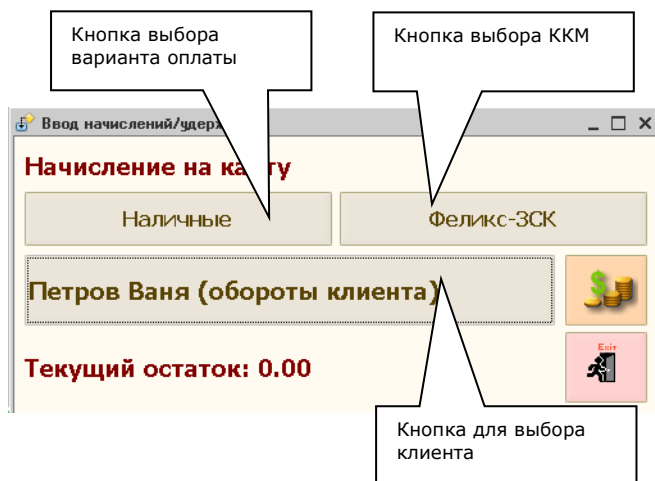 Кнопка выбора
варианта оплаты
Кнопка выбора ККМ
Ввод начислений/удерж
Начисление на карту
Наличные
Феликс-3СК
Петров Ваня (обороты клиента)
Текущий остаток: 0.00
Exit
Кнопка для выбора
клиента